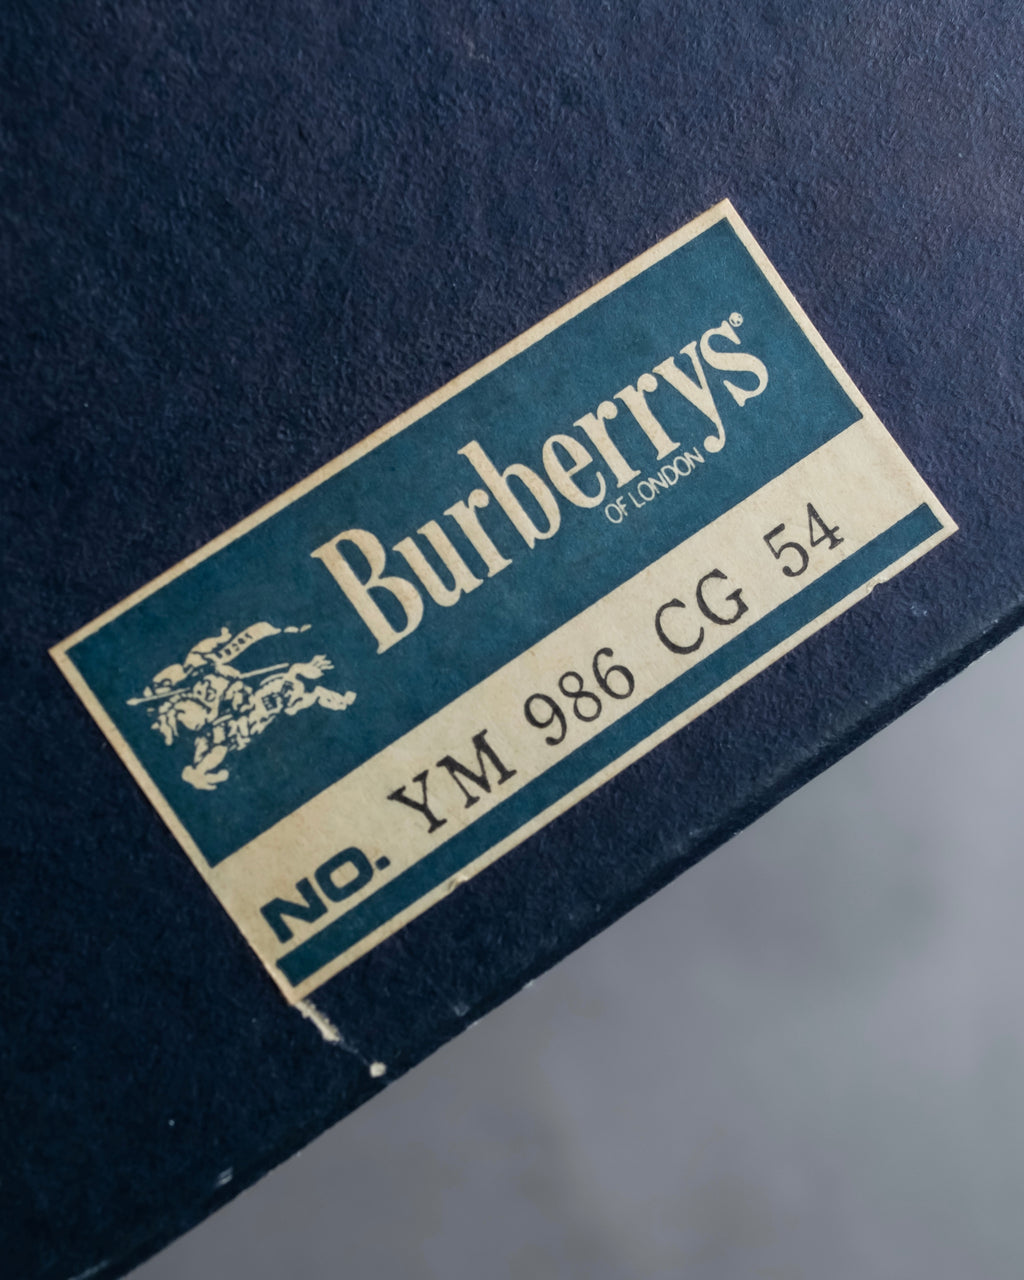 Burberrys®
OF LONDON
NO. YM 986 CG 54